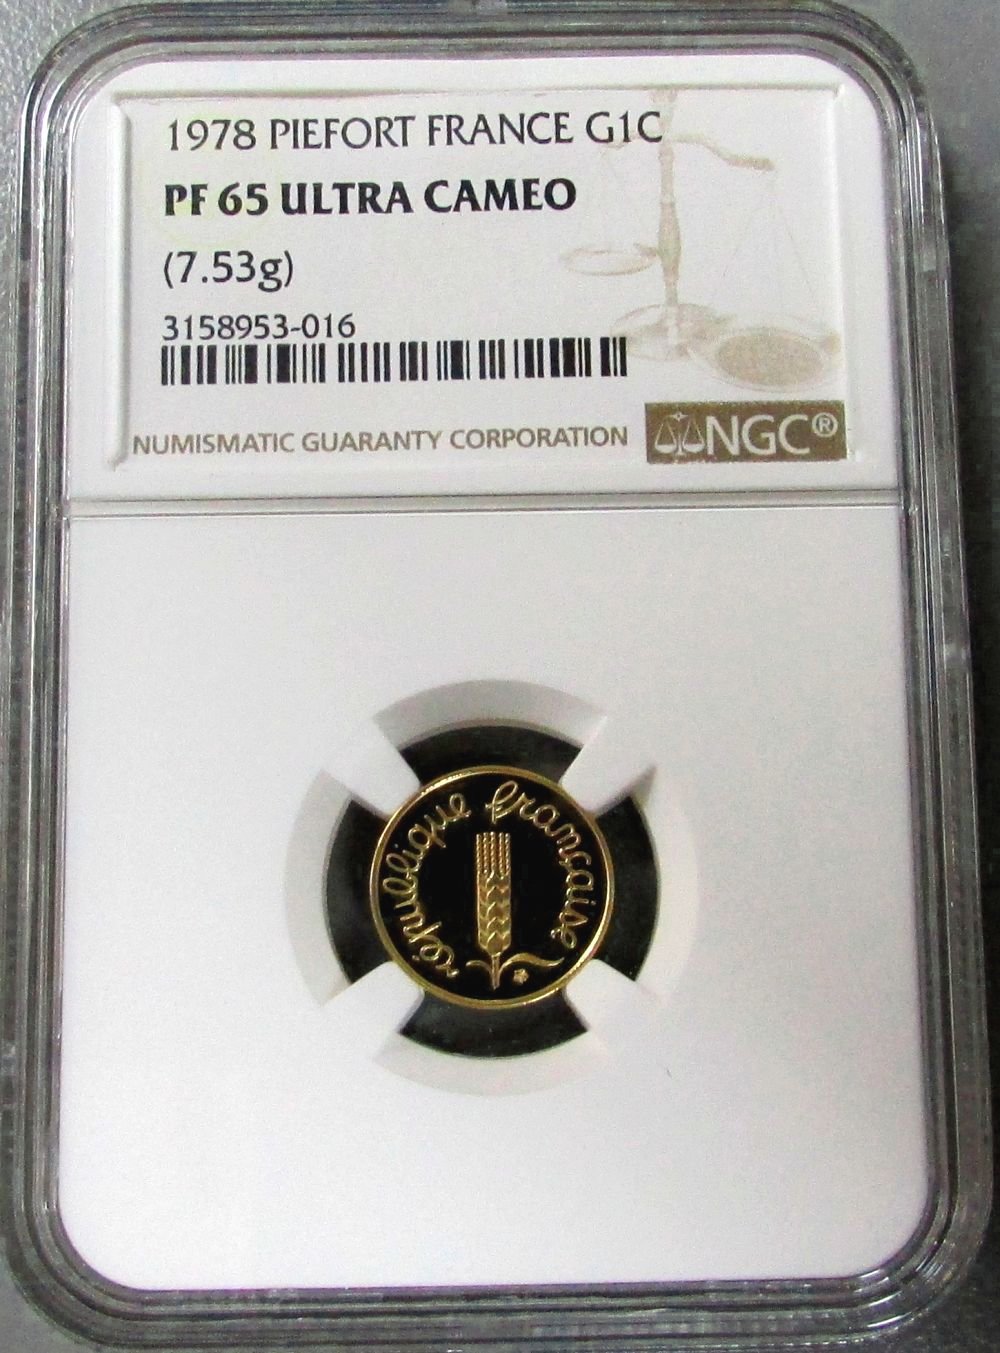 1978 PIEFORT FRANCE G1C
PF 65 ULTRA CAMEO
(7.53g)
3158953-016
NUMISMATIC GUARANTY CORPORATION
NGC®
république française